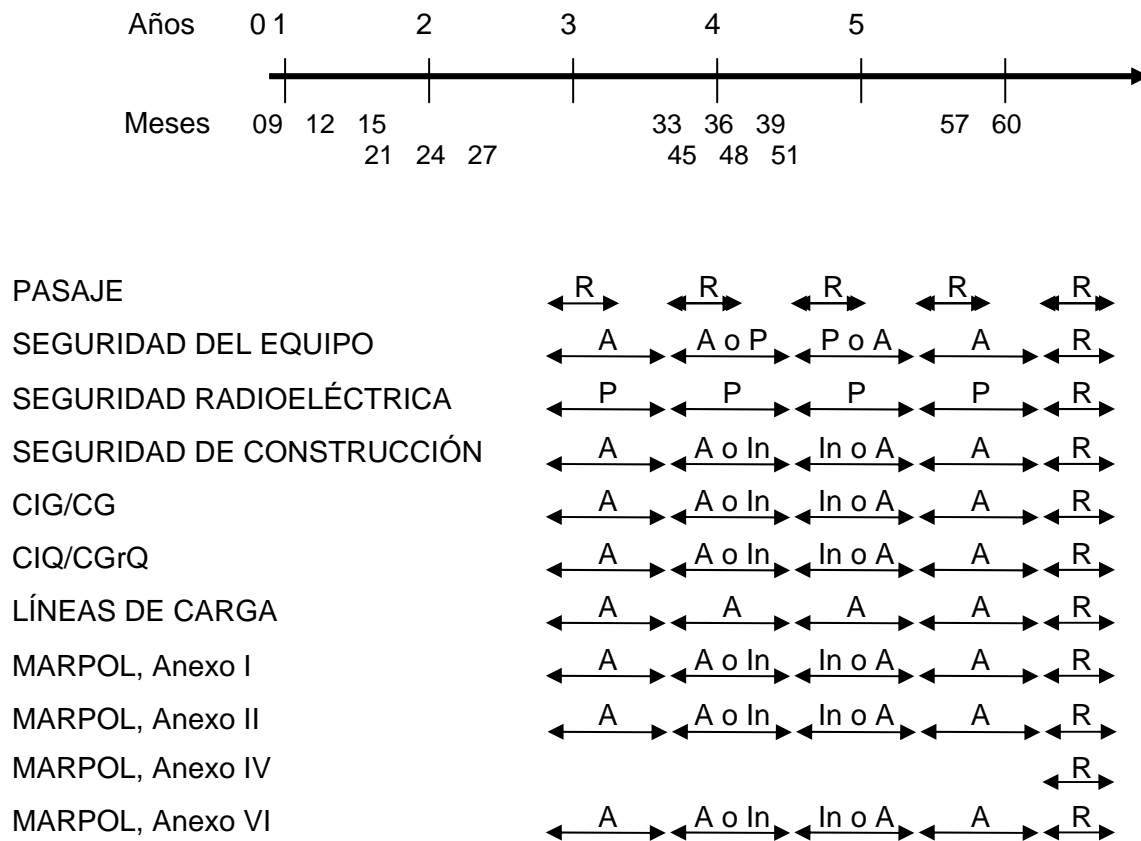 Años 0 1 2 3 4 5
Meses 09 12 15 33 36 39 57 60
21 24 27 45 48 51
PASAJE R R R R R
SEGURIDAD DEL EQUIPO A A o P P o A A R
SEGURIDAD RADIOELÉCTRICA P P P P R
SEGURIDAD DE CONSTRUCCIÓN A A o In In o A A R
CIG/CG A A o In In o A A R
CIQ/CGrQ A A o In In o A A R
LÍNEAS DE CARGA A A A A R
MARPOL, Anexo I A A o In In o A A R
MARPOL, Anexo II A A o In In o A A R
MARPOL, Anexo IV R
MARPOL, Anexo VI A A o In In o A A R